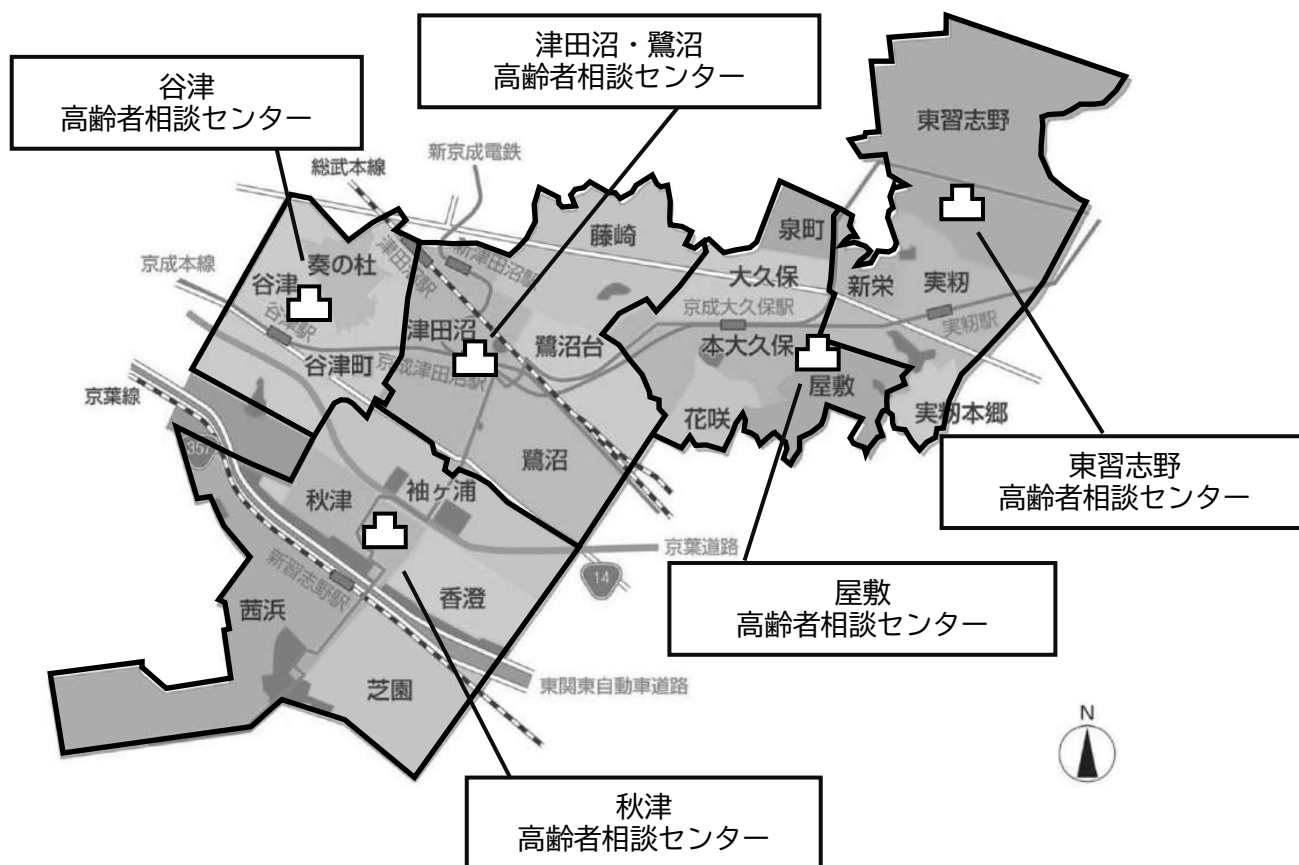 津田沼・鷺沼
高齢者相談センター
谷津
高齢者相談センター
東習志野
新京成電鉄
総武本線
藤崎
泉町
奏の杜
津田沼駅
新津田沼駅
京成本線
谷津
大久保
新栄
実籾
京成大久保駅
谷津駅
津田沼
鷺沼台
本大久保
実籾駅
谷津町
京成津田沼駅
屋敷
京葉線
花咲
実籾本郷
357
鷺沼
東習志野
高齢者相談センター
秋津
袖ヶ浦
京葉道路
新習志野駅
14
屋敷
高齢者相談センター
茜浜
香澄
芝園
東関東自動車道路
N
秋津
高齢者相談センター